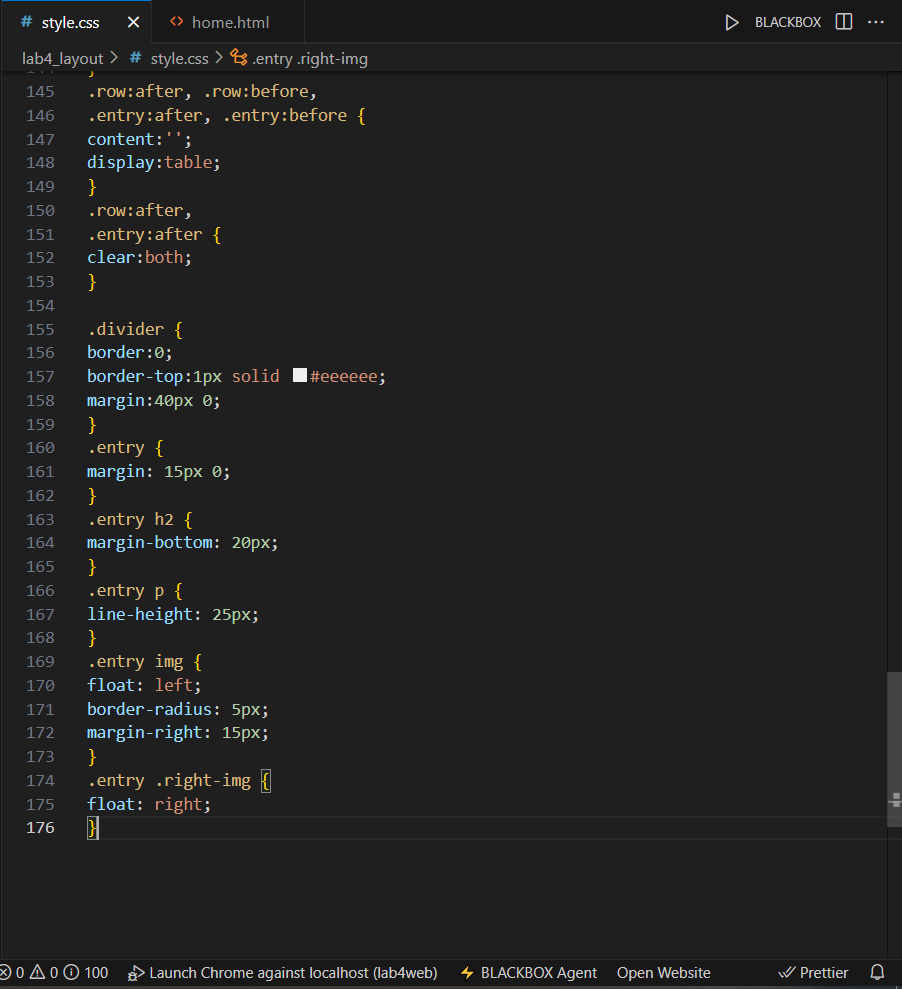 # style.css × <> home.html BLACKBOX ...
lab4_layout > # style.css > .entry .right-img
145 .row:after, .row:before,
146 .entry:after, .entry:before {
147 content:'';
148 display:table;
149 }
150 .row:after,
151 .entry:after {
152 clear:both;
153 }
154
155 .divider {
156 border:0;
157 border-top:1px solid #eeeeee;
158 margin:40px 0;
159 }
160 .entry {
161 margin: 15px 0;
162 }
163 .entry h2 {
164 margin-bottom: 20px;
165 }
166 .entry p {
167 line-height: 25px;
168 }
169 .entry img {
170 float: left;
171 border-radius: 5px;
172 margin-right: 15px;
173 }
174 .entry .right-img {
175 float: right;
176 }
0 0 100 Launch Chrome against localhost (lab4web) BLACKBOX Agent Open Website Prettier